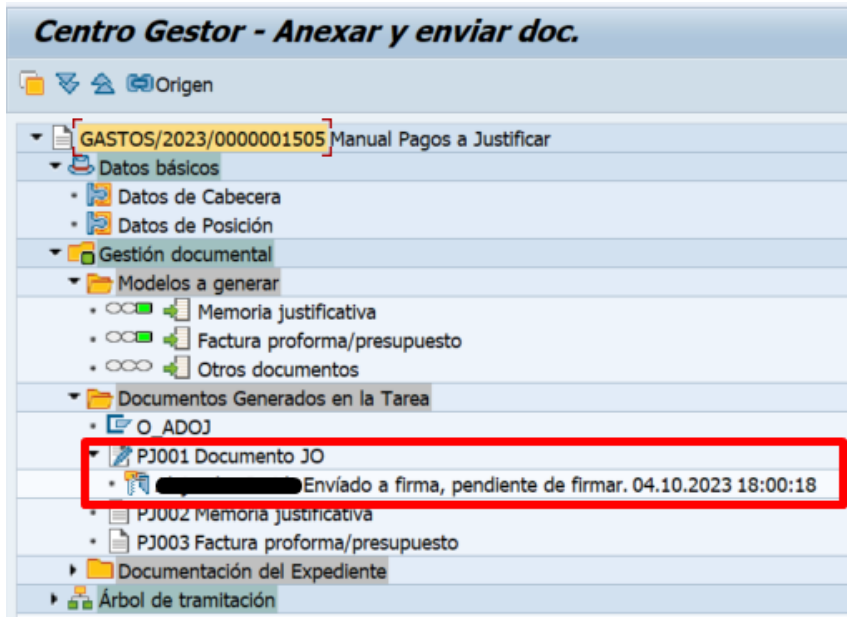 Centro Gestor - Anexar y enviar doc.
Origen
GASTOS/2023/0000001505 Manual Pagos a Justificar
Datos básicos
Datos de Cabecera
Datos de Posición
Gestión documental
Modelos a generar
Memoria justificativa
Factura proforma/presupuesto
Otros documentos
Documentos Generados en la Tarea
O_ADOJ
PJ001 Documento JO
Envíado a firma, pendiente de firmar. 04.10.2023 18:00:18
PJ002 Memoria justificativa
PJ003 Factura proforma/presupuesto
Documentación del Expediente
Árbol de tramitación